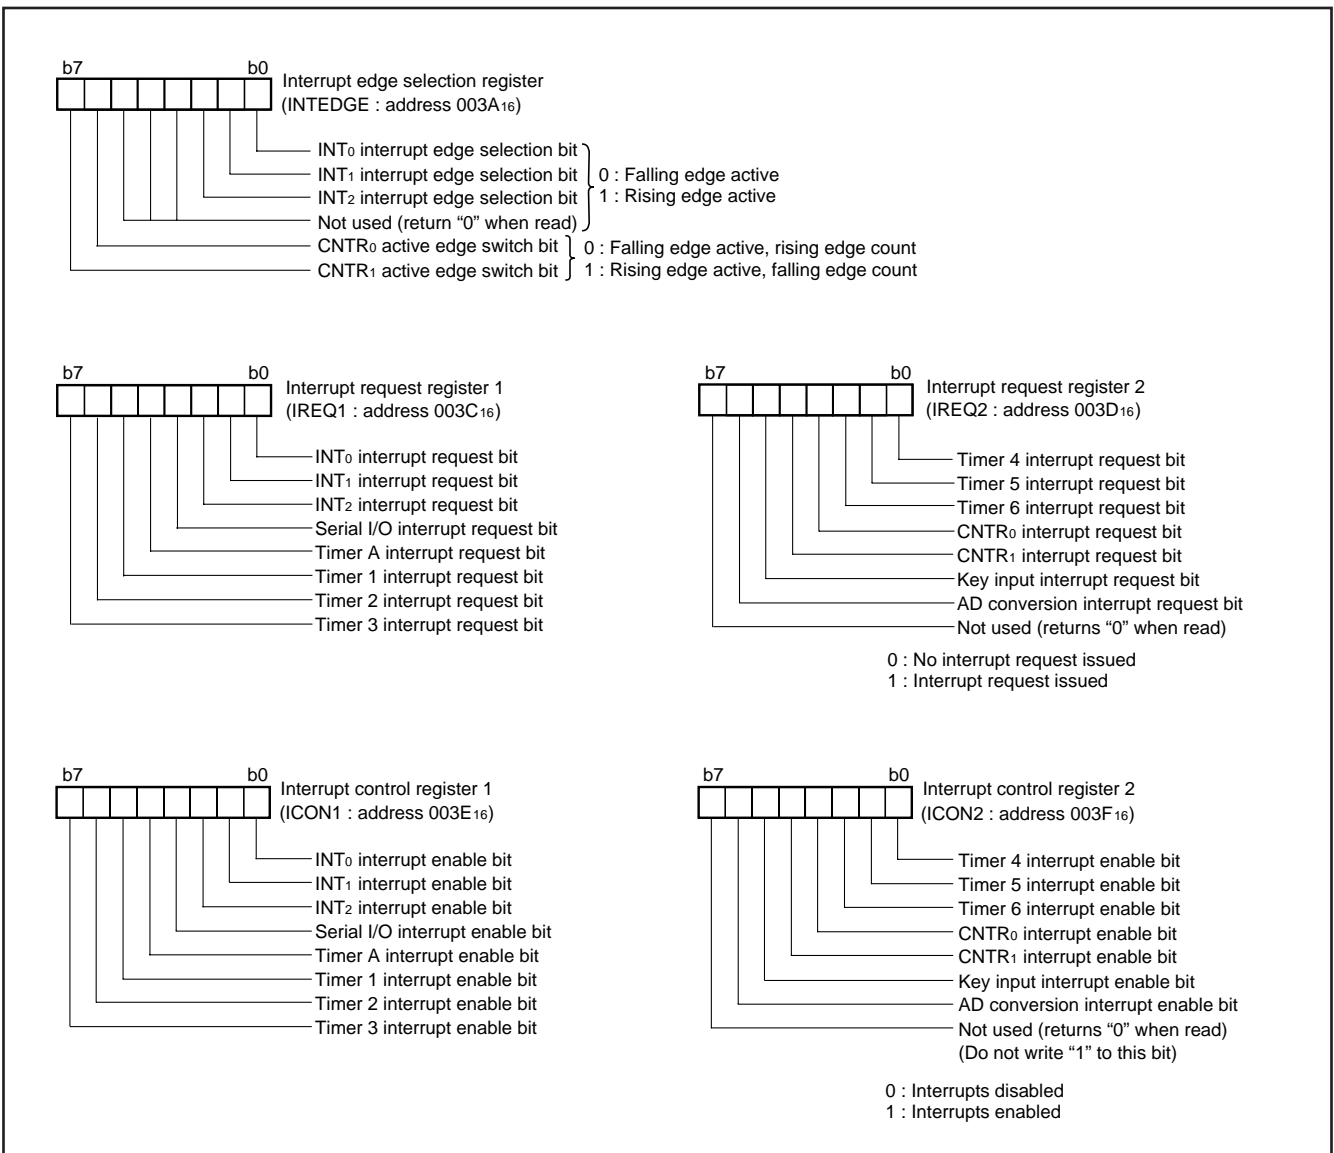 b7 b0
Interrupt edge selection register
(INTEDGE : address 003A16)
INT0 interrupt edge selection bit
INT1 interrupt edge selection bit
INT2 interrupt edge selection bit
Not used (return “0” when read)
0 : Falling edge active
1 : Rising edge active
CNTR0 active edge switch bit
CNTR1 active edge switch bit
0 : Falling edge active, rising edge count
1 : Rising edge active, falling edge count
b7 b0
Interrupt request register 1
(IREQ1 : address 003C16)
INT0 interrupt request bit
INT1 interrupt request bit
INT2 interrupt request bit
Serial I/O interrupt request bit
Timer A interrupt request bit
Timer 1 interrupt request bit
Timer 2 interrupt request bit
Timer 3 interrupt request bit
b7 b0
Interrupt request register 2
(IREQ2 : address 003D16)
Timer 4 interrupt request bit
Timer 5 interrupt request bit
Timer 6 interrupt request bit
CNTR0 interrupt request bit
CNTR1 interrupt request bit
Key input interrupt request bit
AD conversion interrupt request bit
Not used (returns “0” when read)
0 : No interrupt request issued
1 : Interrupt request issued
b7 b0
Interrupt control register 1
(ICON1 : address 003E16)
INT0 interrupt enable bit
INT1 interrupt enable bit
INT2 interrupt enable bit
Serial I/O interrupt enable bit
Timer A interrupt enable bit
Timer 1 interrupt enable bit
Timer 2 interrupt enable bit
Timer 3 interrupt enable bit
b7 b0
Interrupt control register 2
(ICON2 : address 003F16)
Timer 4 interrupt enable bit
Timer 5 interrupt enable bit
Timer 6 interrupt enable bit
CNTR0 interrupt enable bit
CNTR1 interrupt enable bit
Key input interrupt enable bit
AD conversion interrupt enable bit
Not used (returns “0” when read)
(Do not write “1” to this bit)
0 : Interrupts disabled
1 : Interrupts enabled